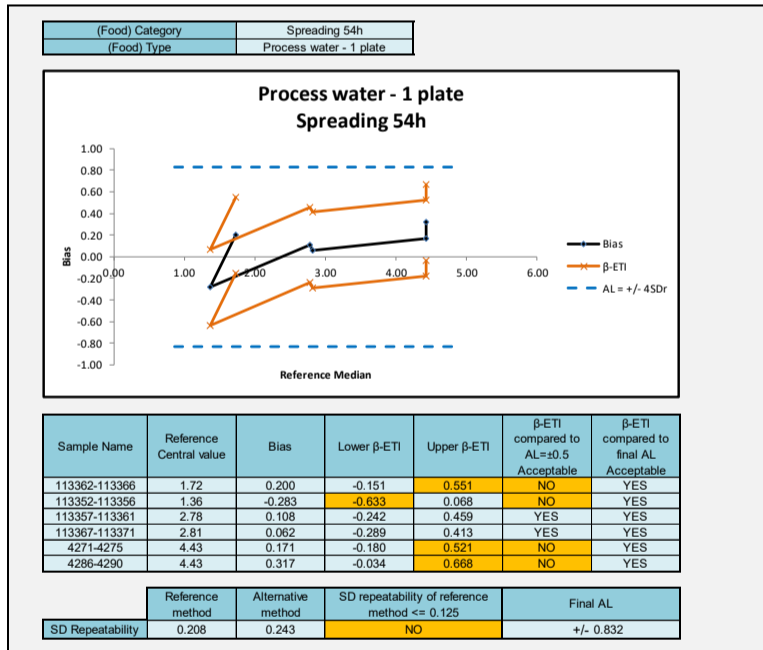 (Food) Category Spreading 54h
(Food) Type Process water - 1 plate
Process water - 1 plate
Spreading 54h
1.00
0.80
0.60
0.40
0.20
0.00
-0.20
-0.40
-0.60
-0.80
-1.00
Bias
0.00 1.00 2.00 3.00 4.00 5.00 6.00
Reference Median
Bias
β-ETI
AL = +/- 4SDr
Sample Name Reference Central value Bias Lower β-ETI Upper β-ETI β-ETI compared to AL=±0.5 Acceptable β-ETI compared to final AL Acceptable
113362-113366 1.72 0.200 -0.151 0.551 NO YES
113352-113356 1.36 -0.283 -0.633 0.068 NO YES
113357-113361 2.78 0.108 -0.242 0.459 YES YES
113367-113371 2.81 0.062 -0.289 0.413 YES YES
4271-4275 4.43 0.171 -0.180 0.521 NO YES
4286-4290 4.43 0.317 -0.034 0.668 NO YES
Reference method Alternative method SD repeatability of reference method <= 0.125 Final AL
SD Repeatability 0.208 0.243 NO +/- 0.832